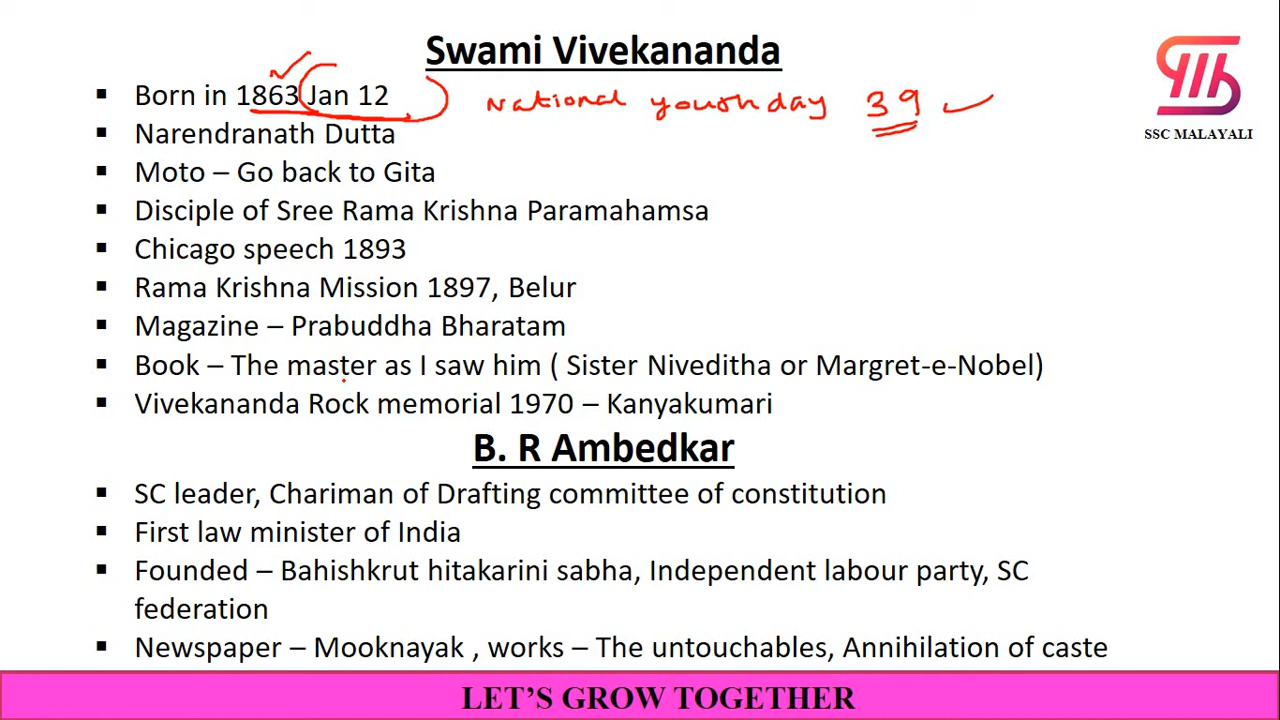 Swami Vivekananda
▪ Born in 1863 Jan 12 National youth day 39
▪ Narendranath Dutta
▪ Moto – Go back to Gita
▪ Disciple of Sree Rama Krishna Paramahamsa
▪ Chicago speech 1893
▪ Rama Krishna Mission 1897, Belur
▪ Magazine – Prabuddha Bharatam
▪ Book – The master as I saw him ( Sister Niveditha or Margret-e-Nobel)
▪ Vivekananda Rock memorial 1970 – Kanyakumari
SSC MALAYALI
B. R Ambedkar
▪ SC leader, Chariman of Drafting committee of constitution
▪ First law minister of India
▪ Founded – Bahishkrut hitakarini sabha, Independent labour party, SC
federation
▪ Newspaper – Mooknayak , works – The untouchables, Annihilation of caste
LET'S GROW TOGETHER